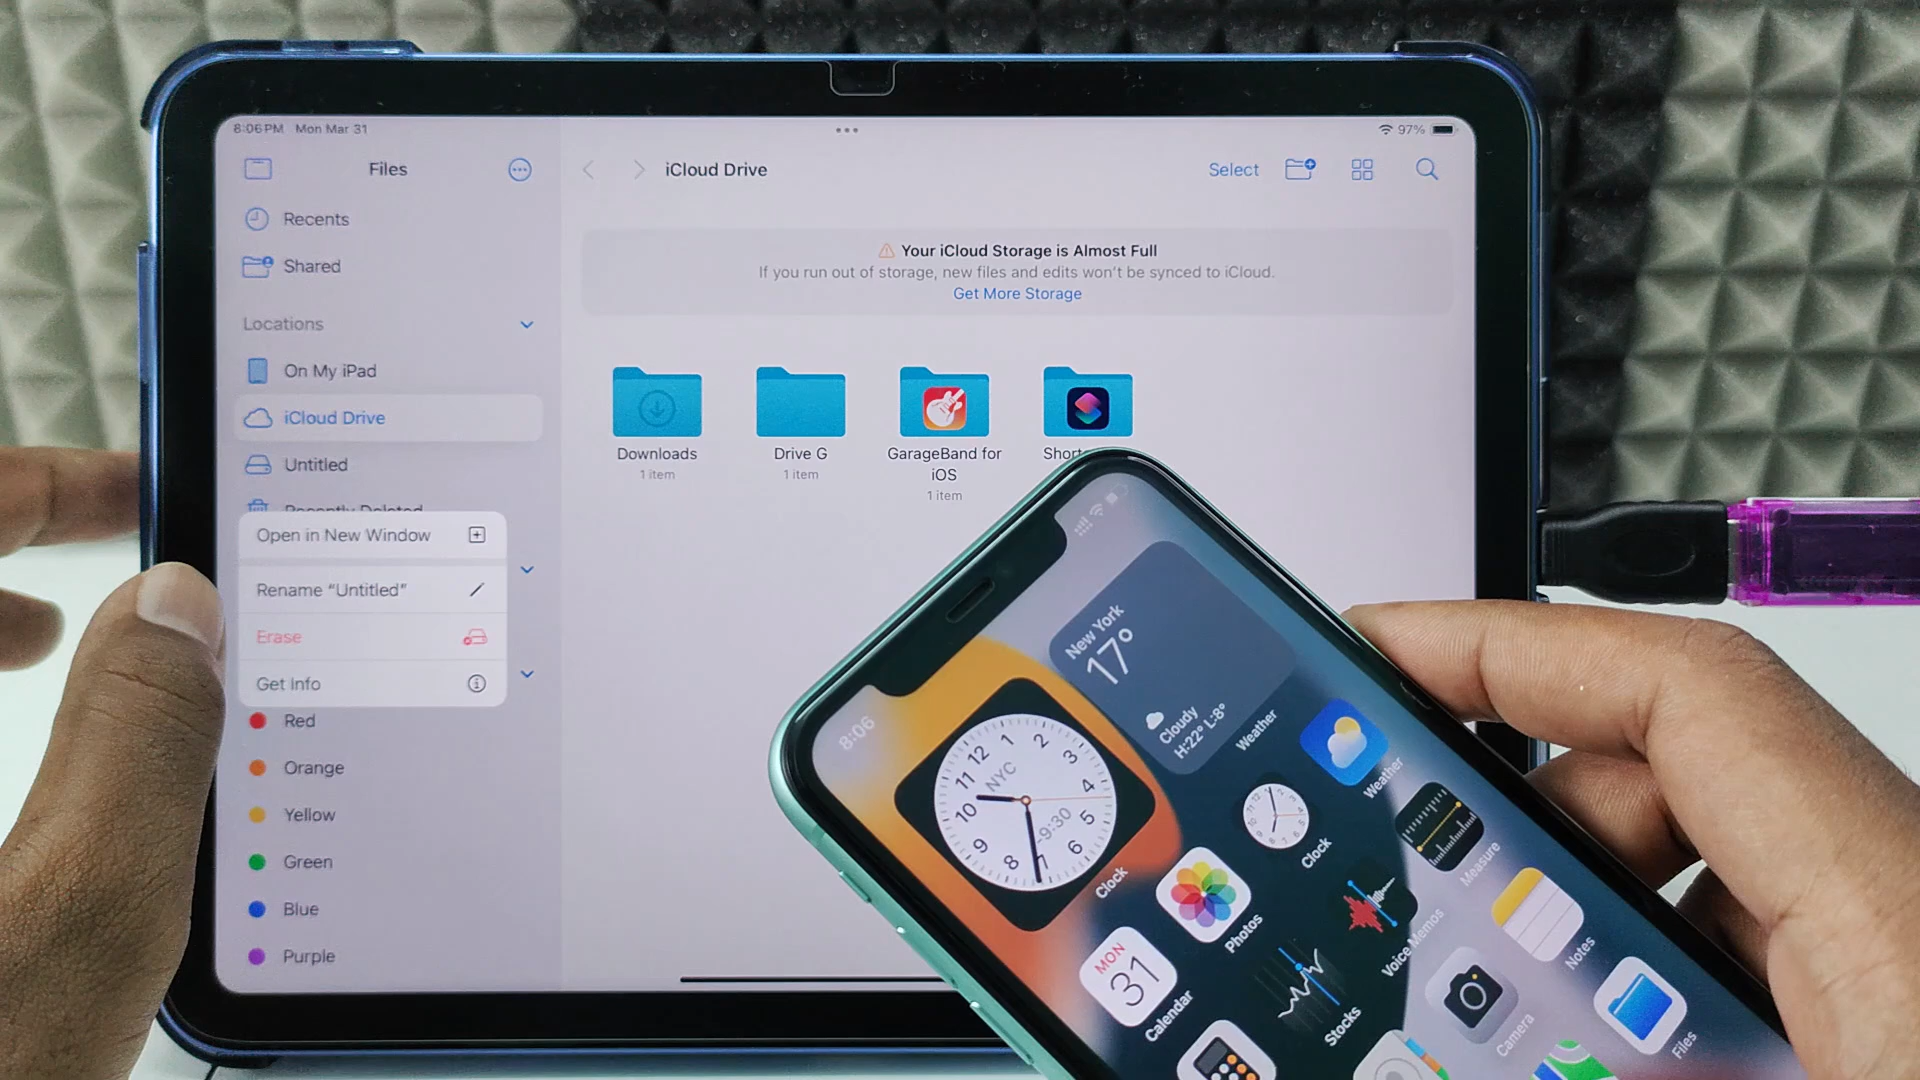 8:06 PM Mon Mar 31
97%
Files
iCloud Drive
Select
Recents
Shared
Locations
On My iPad
iCloud Drive
Untitled
Recently Deleted
Open in New Window
Rename “Untitled”
Erase
Get Info
Red
Orange
Yellow
Green
Blue
Purple
Your iCloud Storage is Almost Full
If you run out of storage, new files and edits won't be synced to iCloud.
Get More Storage
Downloads
1 item
Drive G
1 item
GarageBand for
iOS
1 item
Short
8:06
New York
17°
Cloudy
H:22° L:8°
Weather
12 1 2 3 4 5 6 7 8 9 10 11
NYC
-9:30
Clock
Weather
Photos
Clock
Measure
MON
31
Calendar
Stocks
Voice Memos
Notes
Camera
Files